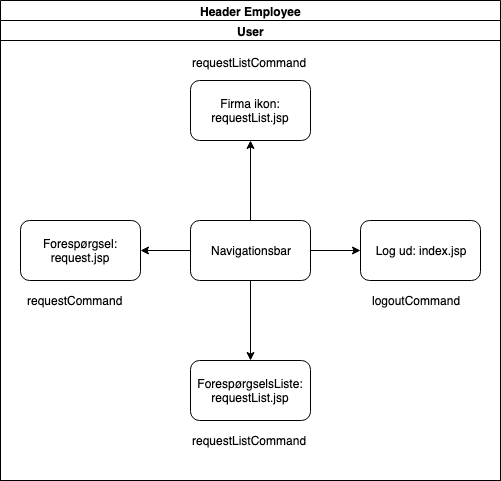 Header Employee
User
requestListCommand
Firma ikon:
requestList.jsp
Forespørgsel:
request.jsp
Navigationsbar
Log ud: index.jsp
requestCommand
logoutCommand
ForespørgselsListe:
requestList.jsp
requestListCommand